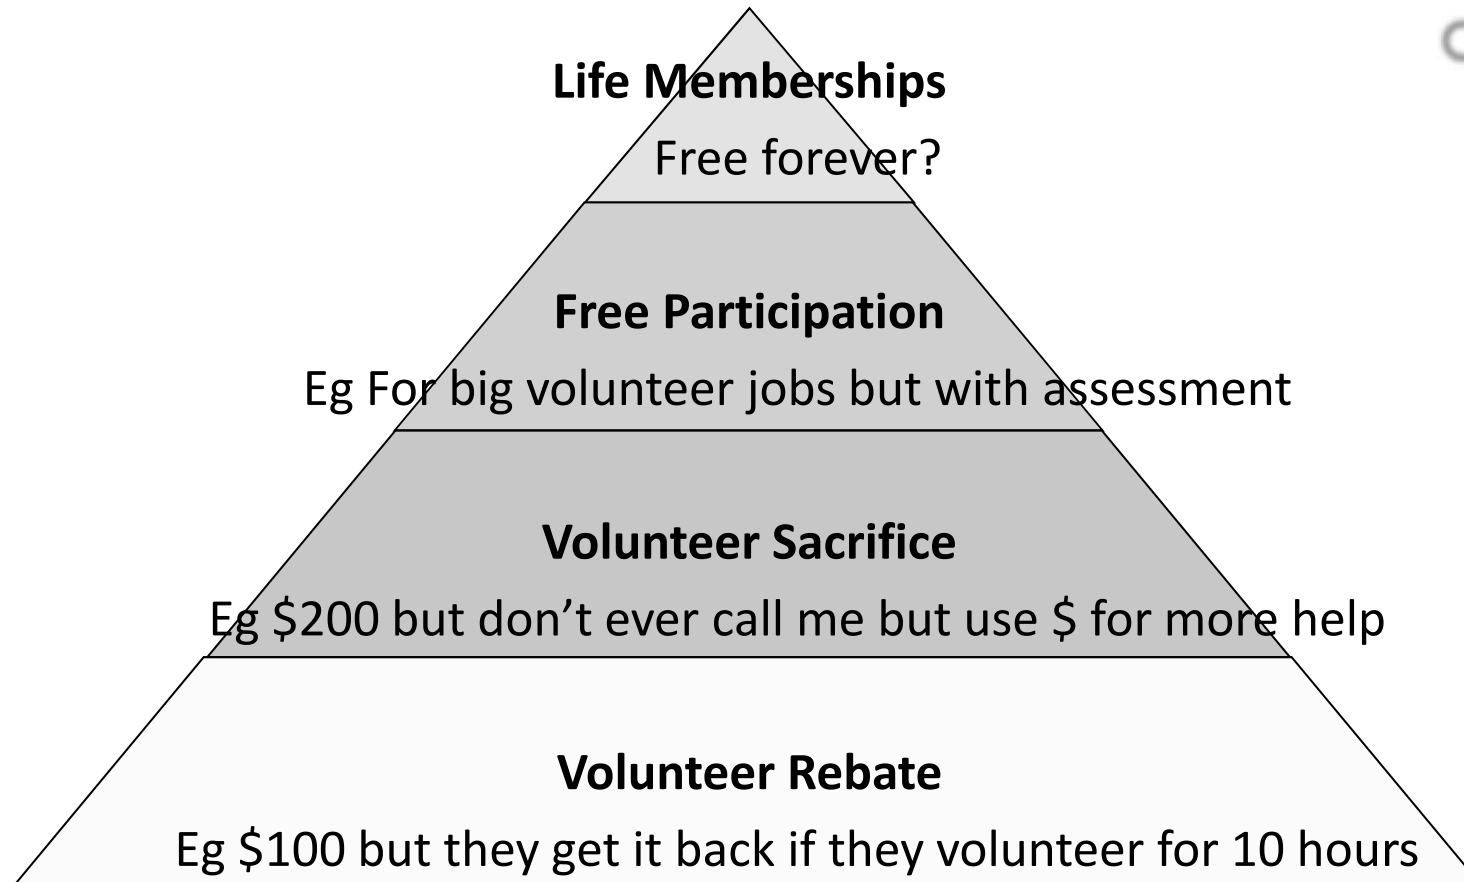 Life Memberships
Free forever?
Free Participation
Eg For big volunteer jobs but with assessment
Volunteer Sacrifice
Eg $200 but don’t ever call me but use $ for more help
Volunteer Rebate
Eg $100 but they get it back if they volunteer for 10 hours